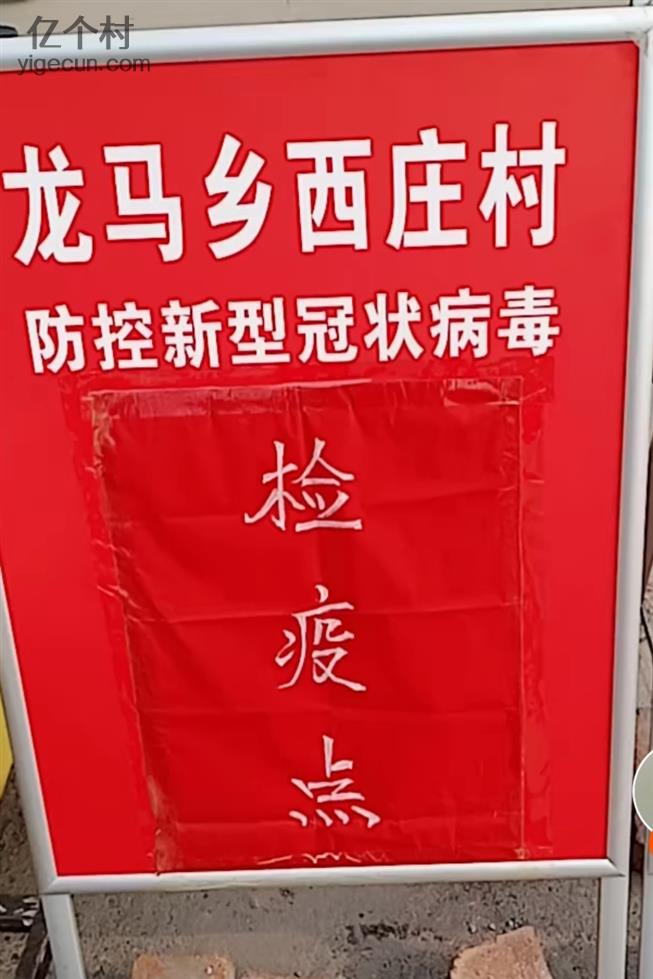 亿个村
yigecun.com
龙马乡西庄村
防控新型冠状病毒
检
疫
点